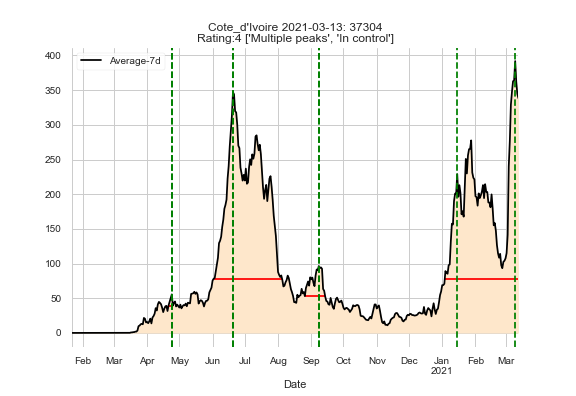 Cote_d'Ivoire 2021-03-13: 37304
Rating:4 ['Multiple peaks', 'In control']
Average-7d
400
350
300
250
200
150
100
50
0
Feb Mar Apr May Jun Jul Aug Sep Oct Nov Dec Jan Feb Mar
2021
Date